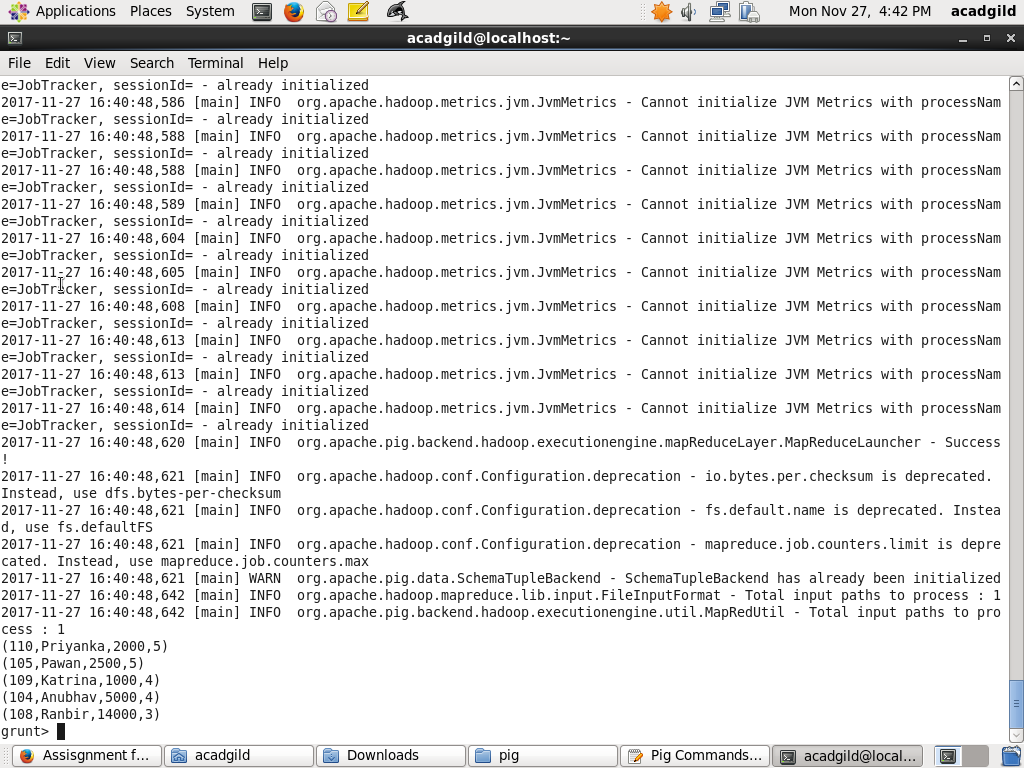 Applications Places System Mon Nov 27, 4:42 PM acadgild
acadgild@localhost:~
File Edit View Search Terminal Help
e=JobTracker, sessionId= - already initialized
2017-11-27 16:40:48,586 [main] INFO  org.apache.hadoop.metrics.jvm.JvmMetrics - Cannot initialize JVM Metrics with processNam
e=JobTracker, sessionId= - already initialized
2017-11-27 16:40:48,588 [main] INFO  org.apache.hadoop.metrics.jvm.JvmMetrics - Cannot initialize JVM Metrics with processNam
e=JobTracker, sessionId= - already initialized
2017-11-27 16:40:48,588 [main] INFO  org.apache.hadoop.metrics.jvm.JvmMetrics - Cannot initialize JVM Metrics with processNam
e=JobTracker, sessionId= - already initialized
2017-11-27 16:40:48,589 [main] INFO  org.apache.hadoop.metrics.jvm.JvmMetrics - Cannot initialize JVM Metrics with processNam
e=JobTracker, sessionId= - already initialized
2017-11-27 16:40:48,604 [main] INFO  org.apache.hadoop.metrics.jvm.JvmMetrics - Cannot initialize JVM Metrics with processNam
e=JobTracker, sessionId= - already initialized
2017-11-27 16:40:48,605 [main] INFO  org.apache.hadoop.metrics.jvm.JvmMetrics - Cannot initialize JVM Metrics with processNam
e=JobTracker, sessionId= - already initialized
2017-11-27 16:40:48,608 [main] INFO  org.apache.hadoop.metrics.jvm.JvmMetrics - Cannot initialize JVM Metrics with processNam
e=JobTracker, sessionId= - already initialized
2017-11-27 16:40:48,613 [main] INFO  org.apache.hadoop.metrics.jvm.JvmMetrics - Cannot initialize JVM Metrics with processNam
e=JobTracker, sessionId= - already initialized
2017-11-27 16:40:48,613 [main] INFO  org.apache.hadoop.metrics.jvm.JvmMetrics - Cannot initialize JVM Metrics with processNam
e=JobTracker, sessionId= - already initialized
2017-11-27 16:40:48,614 [main] INFO  org.apache.hadoop.metrics.jvm.JvmMetrics - Cannot initialize JVM Metrics with processNam
e=JobTracker, sessionId= - already initialized
2017-11-27 16:40:48,620 [main] INFO  org.apache.pig.backend.hadoop.executionengine.mapReduceLayer.MapReduceLauncher - Success
!
2017-11-27 16:40:48,621 [main] INFO  org.apache.hadoop.conf.Configuration.deprecation - io.bytes.per.checksum is deprecated.
Instead, use dfs.bytes-per-checksum
2017-11-27 16:40:48,621 [main] INFO  org.apache.hadoop.conf.Configuration.deprecation - fs.default.name is deprecated. Instea
d, use fs.defaultFS
2017-11-27 16:40:48,621 [main] INFO  org.apache.hadoop.conf.Configuration.deprecation - mapreduce.job.counters.limit is depre
cated. Instead, use mapreduce.job.counters.max
2017-11-27 16:40:48,621 [main] WARN  org.apache.pig.data.SchemaTupleBackend - SchemaTupleBackend has already been initialized
2017-11-27 16:40:48,642 [main] INFO  org.apache.hadoop.mapreduce.lib.input.FileInputFormat - Total input paths to process : 1
2017-11-27 16:40:48,642 [main] INFO  org.apache.pig.backend.hadoop.executionengine.util.MapRedUtil - Total input paths to pro
cess : 1
(110,Priyanka,2000,5)
(105,Pawan,2500,5)
(109,Katrina,1000,4)
(104,Anubhav,5000,4)
(108,Ranbir,14000,3)
grunt>
Assisgnment f... acadgild Downloads pig Pig Commands... acadgild@local...